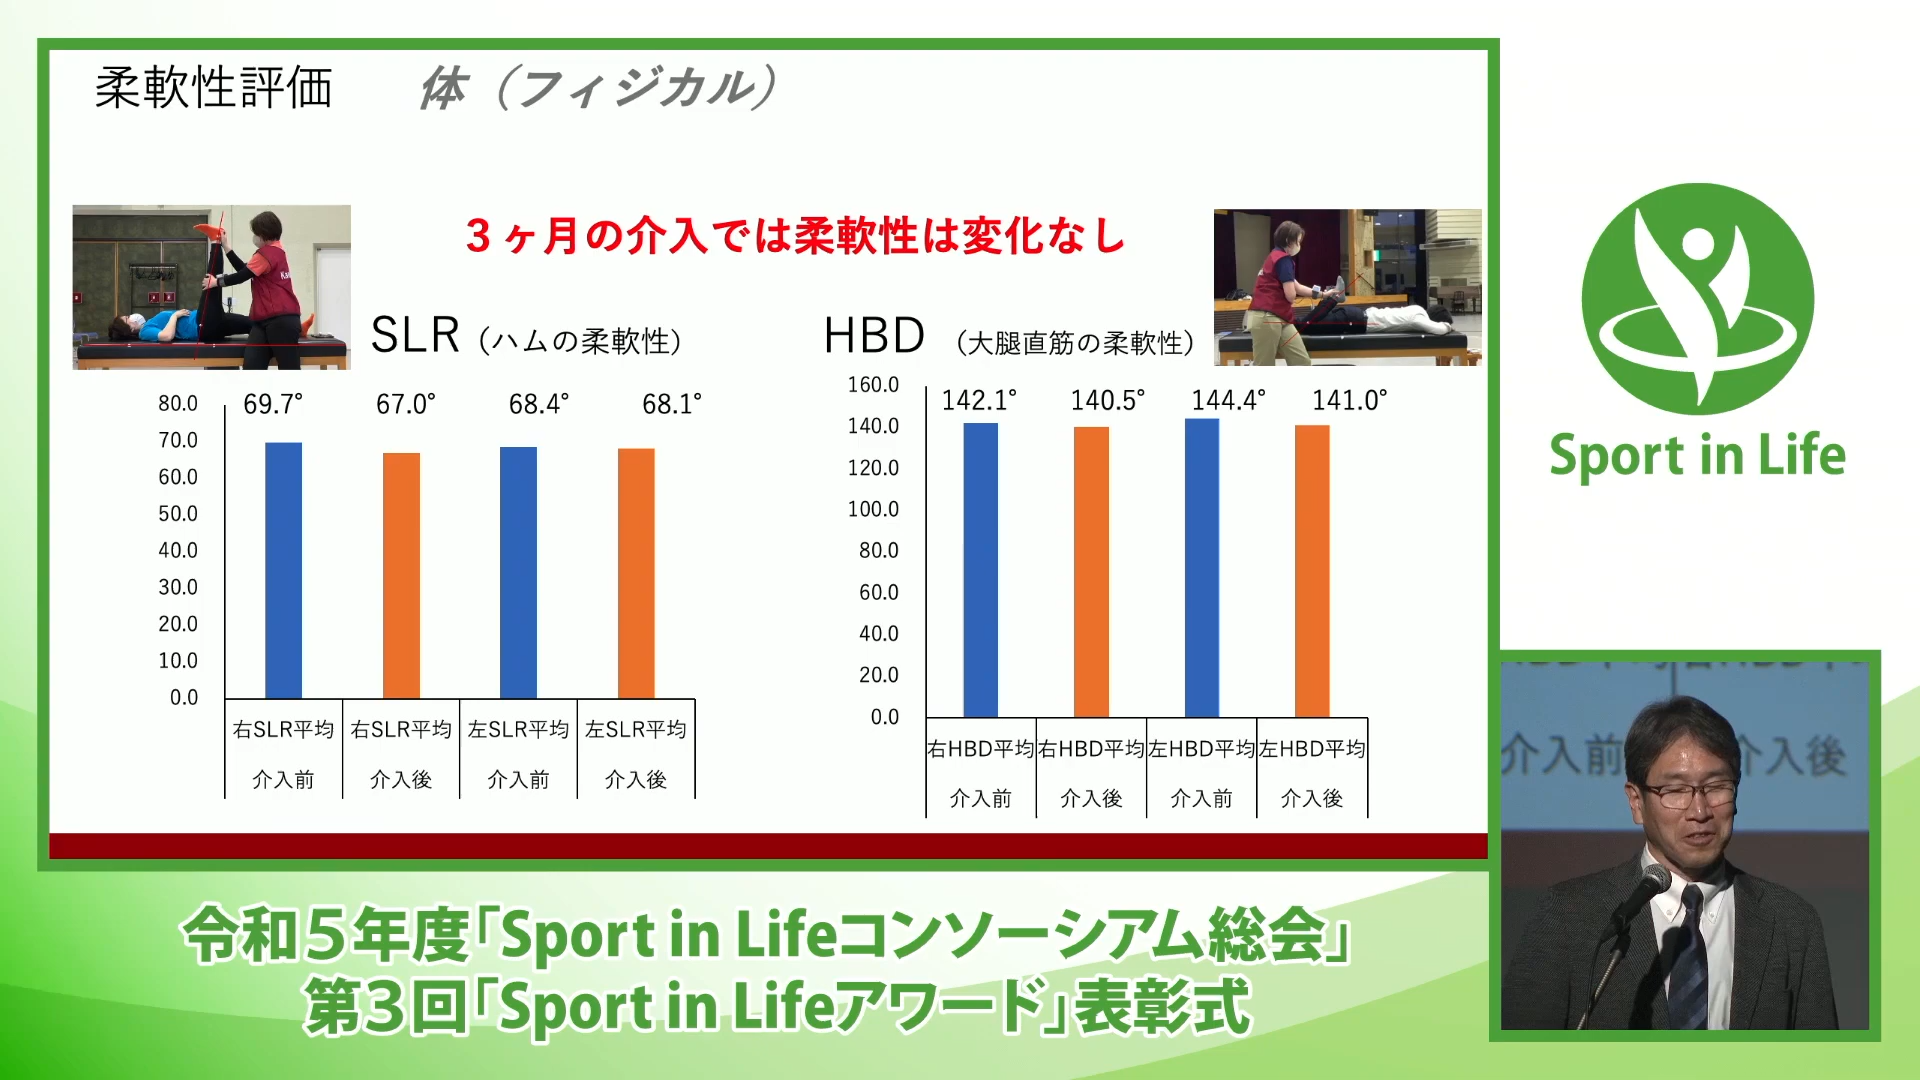 柔軟性評価 体（フィジカル）
３ヶ月の介入では柔軟性は変化なし
SLR（ハムの柔軟性）
80.0
70.0
60.0
50.0
40.0
30.0
20.0
10.0
0.0
69.7° 67.0° 68.4° 68.1°
右SLR平均 右SLR平均 左SLR平均 左SLR平均
介入前 介入後 介入前 介入後
HBD （大腿直筋の柔軟性）
160.0
140.0
120.0
100.0
80.0
60.0
40.0
20.0
0.0
142.1° 140.5° 144.4° 141.0°
右HBD平均 右HBD平均 左HBD平均 左HBD平均
介入前 介入後 介入前 介入後
Sport in Life
介入前 介入後
令和５年度「Sport in Lifeコンソーシアム総会」
第３回「Sport in Lifeアワード」表彰式